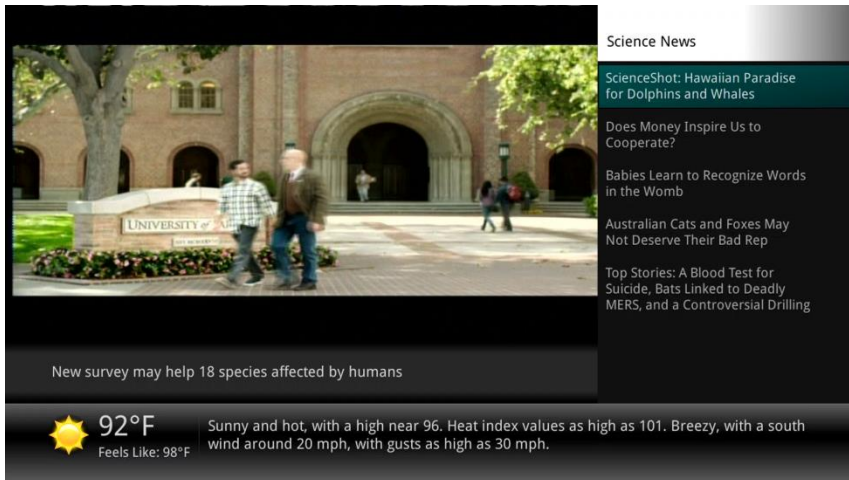 Science News
ScienceShot: Hawaiian Paradise
for Dolphins and Whales
Does Money Inspire Us to
Cooperate?
Babies Learn to Recognize Words
in the Womb
Australian Cats and Foxes May
Not Deserve Their Bad Rep
Top Stories: A Blood Test for
Suicide, Bats Linked to Deadly
MERS, and a Controversial Drilling
UNIVERSITY of
New survey may help 18 species affected by humans
92°F
Feels Like: 98°F
Sunny and hot, with a high near 96. Heat index values as high as 101. Breezy, with a south
wind around 20 mph, with gusts as high as 30 mph.